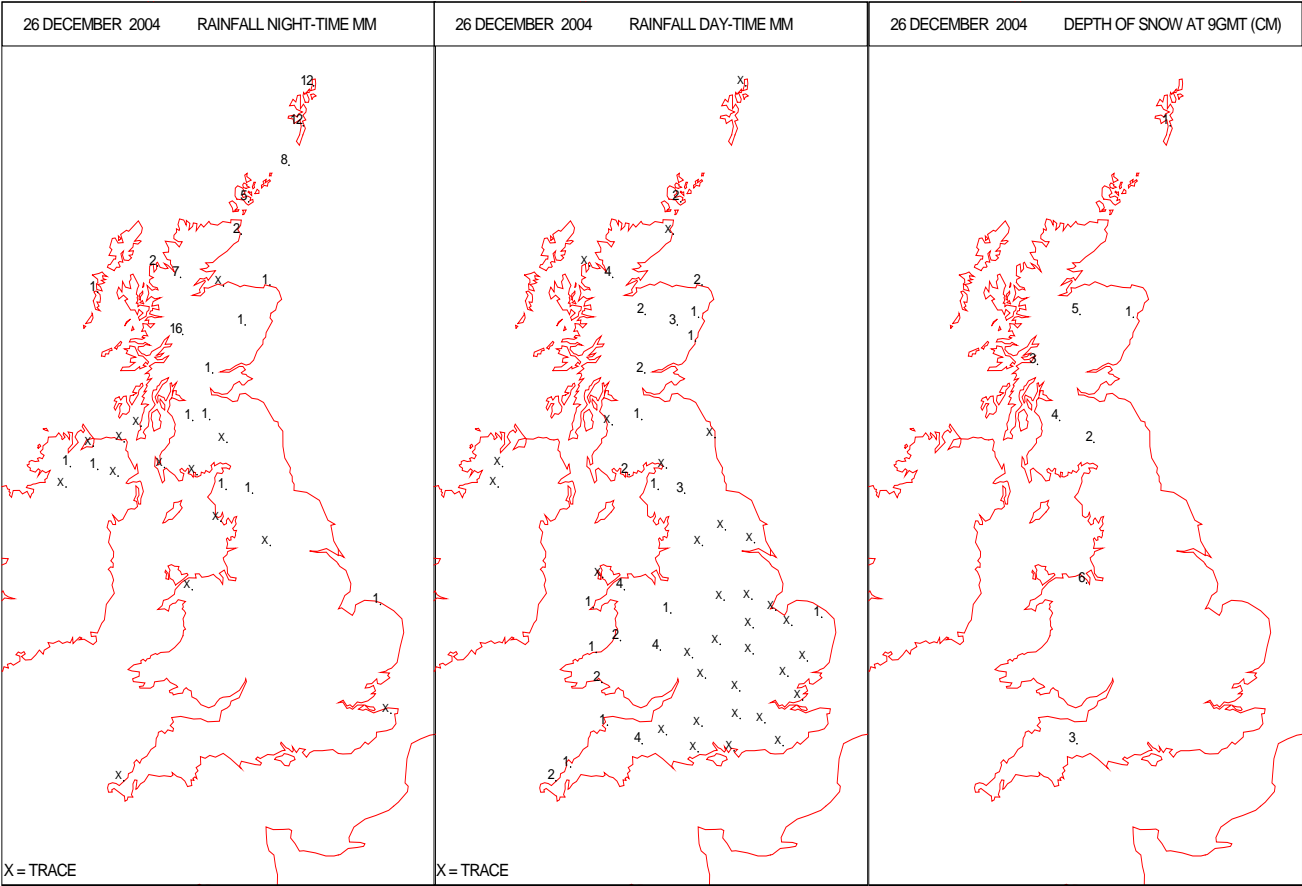 26 DECEMBER 2004 RAINFALL NIGHT-TIME MM
12.
12.
8.
5.
2.
2.
7.
X.
1.
1
16.
1.
1.
1. 1.
X.
X. X. X.
1. 1. X. X. X.
X. 1. 1.
X.
X.
X.
1.
X.
X.
X = TRACE
26 DECEMBER 2004 RAINFALL DAY-TIME MM
X.
2.
X.
X.
4.
2.
2. 1.
3.
1.
2.
1.
X.
X.
X. 2. X.
X. 1. 3.
X.
X. X.
X.
4.
1 X. X.
1. X. 1.
X. X.
2. X.
1. 4. X. X.
X. X.
2. X. X.
X. X.
1. X. X. X.
X.
4. X. X. X.
1.
2.
X = TRACE
26 DECEMBER 2004 DEPTH OF SNOW AT 9GMT (CM)
1.
5. 1.
3.
4.
2.
6.
3.